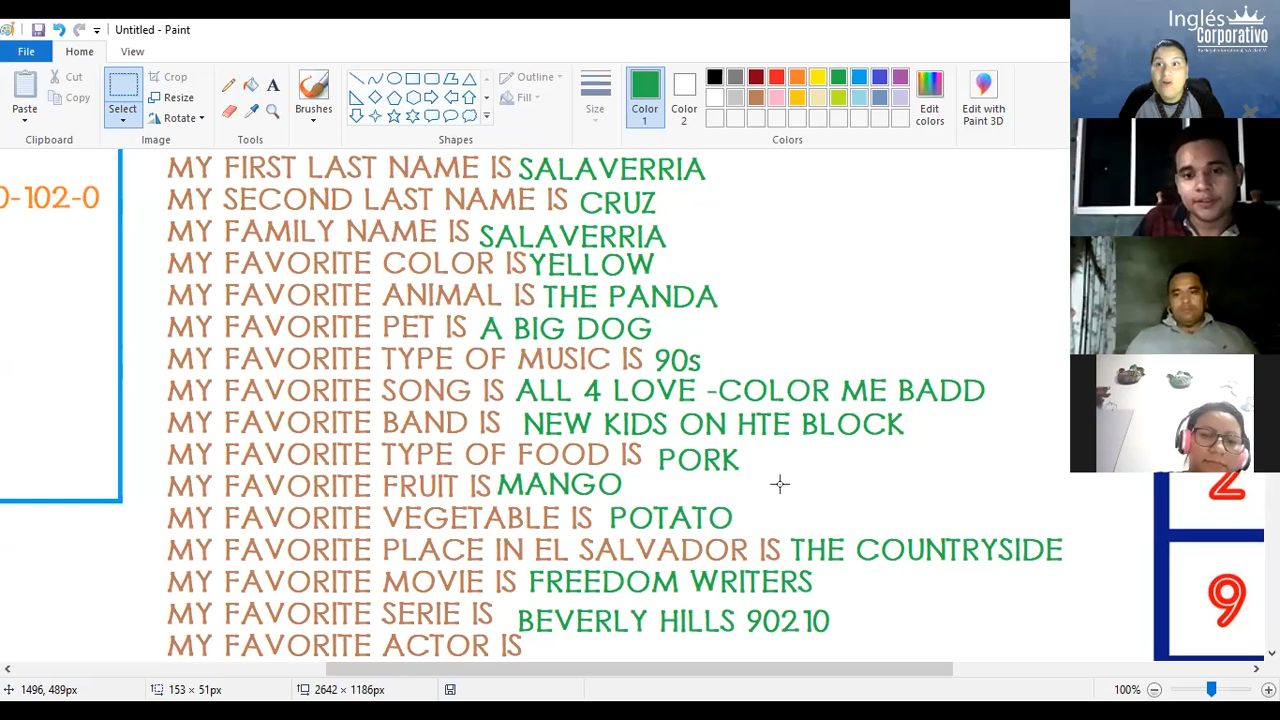 Untitled - Paint
File
Home
View
Paste
Cut
Copy
Clipboard
Select
Crop
Resize
Rotate
Image
Tools
Brushes
Outline
Fill
Shapes
Size
Color 1
Color 2
Edit colors
Colors
Edit with Paint 3D
Inglés
Corporativo
0-102-0
MY FIRST LAST NAME IS SALAVERRIA
MY SECOND LAST NAME IS CRUZ
MY FAMILY NAME IS SALAVERRIA
MY FAVORITE COLOR IS YELLOW
MY FAVORITE ANIMAL IS THE PANDA
MY FAVORITE PET IS A BIG DOG
MY FAVORITE TYPE OF MUSIC IS 90s
MY FAVORITE SONG IS ALL 4 LOVE -COLOR ME BADD
MY FAVORITE BAND IS NEW KIDS ON HTE BLOCK
MY FAVORITE TYPE OF FOOD IS PORK
MY FAVORITE FRUIT IS MANGO
MY FAVORITE VEGETABLE IS POTATO
MY FAVORITE PLACE IN EL SALVADOR IS THE COUNTRYSIDE
MY FAVORITE MOVIE IS FREEDOM WRITERS
MY FAVORITE SERIE IS BEVERLY HILLS 90210
MY FAVORITE ACTOR IS
2
9
1496, 489px
153 × 51px
2642 × 1186px
100%